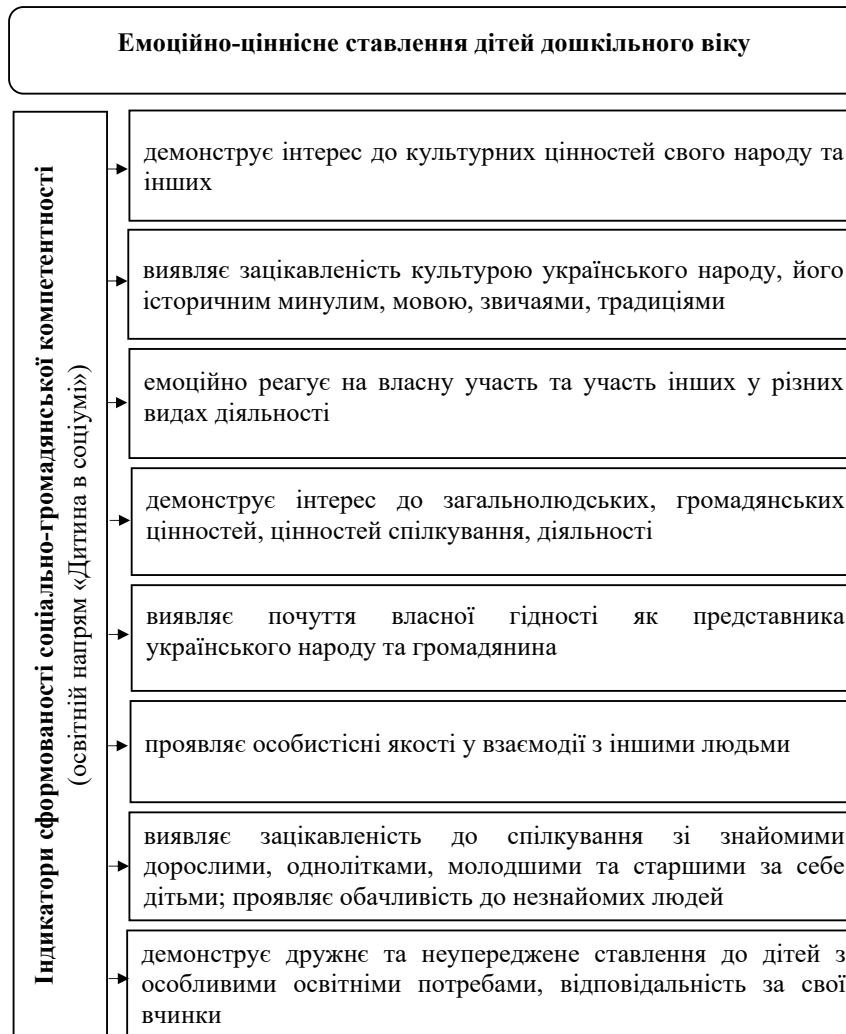 Емоційно-ціннісне ставлення дітей дошкільного віку
Індикатори сформованості соціально-громадянської компетентності
(освітній напрям «Дитина в соціумі»)
демонструє інтерес до культурних цінностей свого народу та
інших
виявляє зацікавленість культурою українського народу, його
історичним минулим, мовою, звичаями, традиціями
емоційно реагує на власну участь та участь інших у різних
видах діяльності
демонструє інтерес до загальнолюдських, громадянських
цінностей, цінностей спілкування, діяльності
виявляє почуття власної гідності як представника
українського народу та громадянина
проявляє особистісні якості у взаємодії з іншими людьми
виявляє зацікавленість до спілкування зі знайомими
дорослими, однолітками, молодшими та старшими за себе
дітьми; проявляє обачливість до незнайомих людей
демонструє дружнє та неупереджене ставлення до дітей з
особливими освітніми потребами, відповідальність за свої
вчинки